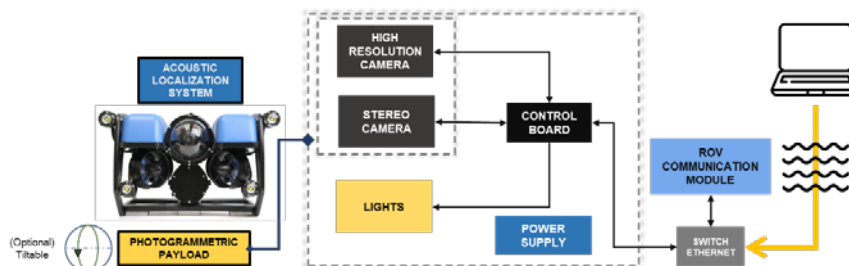 ACOUSTIC
LOCALIZATION
SYSTEM
(Optional)
Tiltable
PHOTOGRAMMETRIC
PAYLOAD
HIGH
RESOLUTION
CAMERA
STEREO
CAMERA
LIGHTS
CONTROL
BOARD
POWER
SUPPLY
ROV
COMMUNICATION
MODULE
SWITCH
ETHERNET